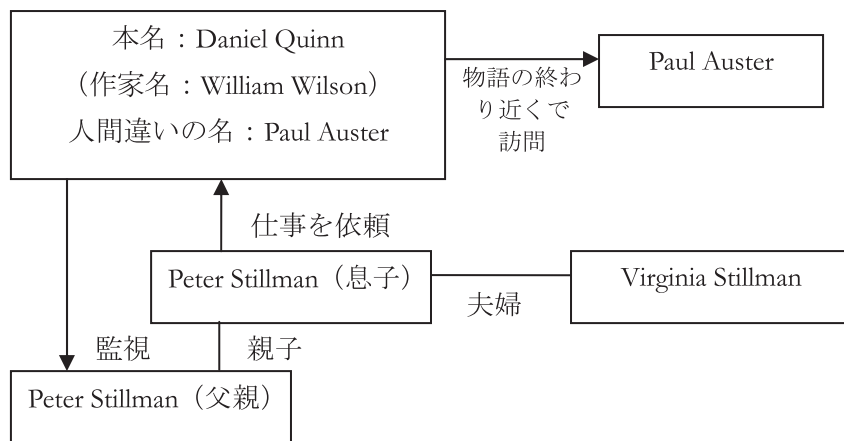 本名：Daniel Quinn
（作家名：William Wilson）
人間違いの名：Paul Auster
物語の終わ
り近くで
訪問
Paul Auster
仕事を依頼
Peter Stillman（息子）
夫婦
Virginia Stillman
監視
親子
Peter Stillman（父親）